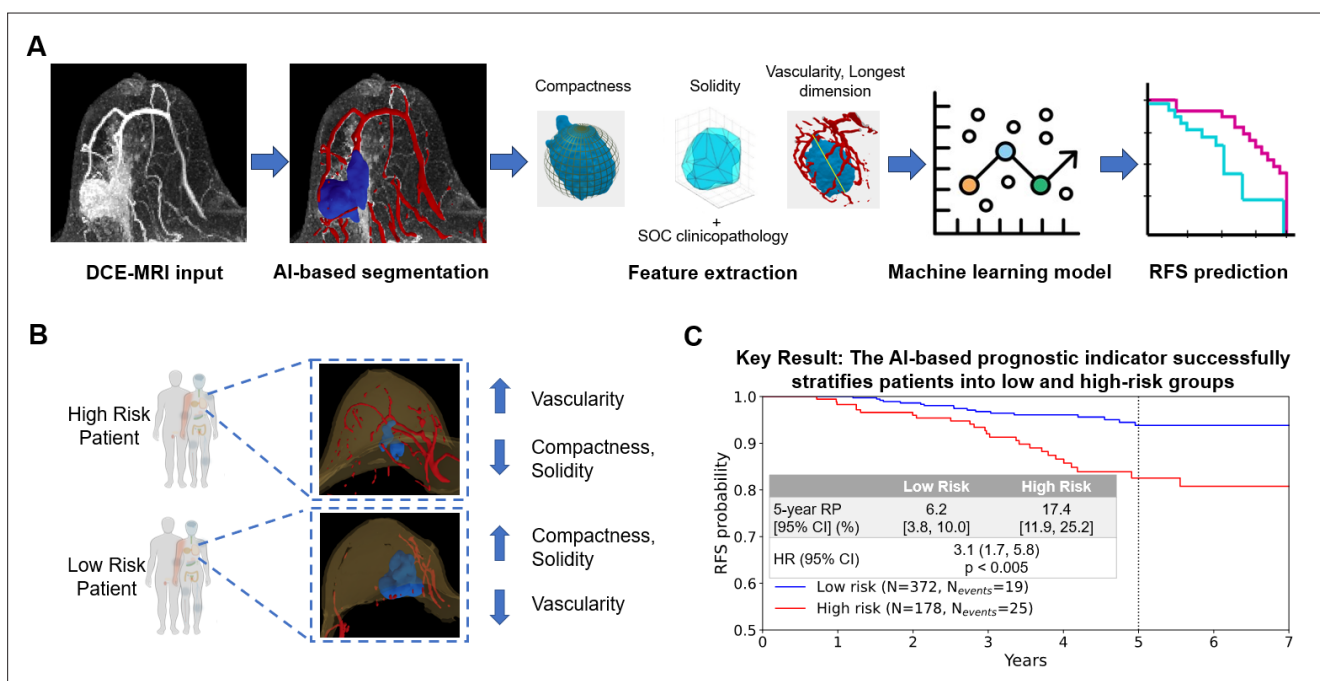 A
Compactness
Solidity
Vascularity, Longest
dimension
+
SOC clinicopathology
DCE-MRI input
AI-based segmentation
Feature extraction
Machine learning model
RFS prediction
B
High Risk
Patient
Vascularity
Compactness,
Solidity
Low Risk
Patient
Compactness,
Solidity
Vascularity
C
Key Result: The AI-based prognostic indicator successfully
stratifies patients into low and high-risk groups
RFS probability
1.0
0.9
0.8
0.7
0.6
0.5
Low Risk High Risk
5-year RP 6.2 17.4
[95% CI] (%) [3.8, 10.0] [11.9, 25.2]
HR (95% CI) 3.1 (1.7, 5.8)
p < 0.005
Low risk (N=372, Nevents=19)
High risk (N=178, Nevents=25)
0 1 2 3 4 5 6 7
Years